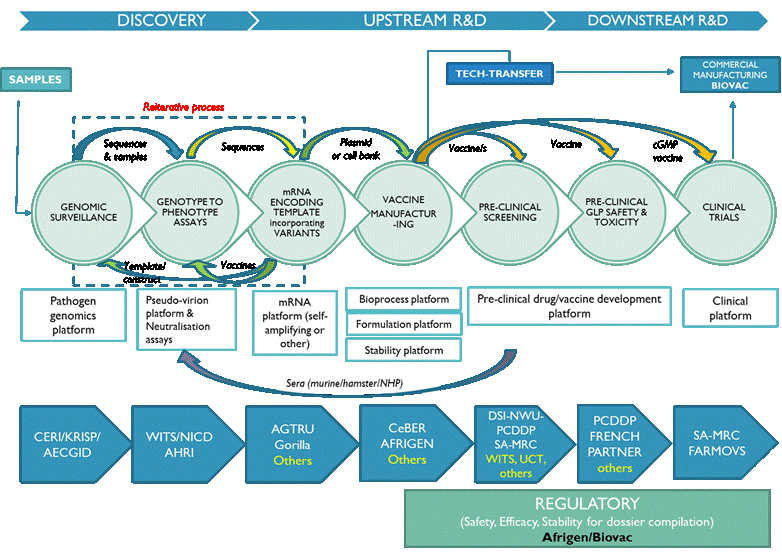 DISCOVERY
UPSTREAM R&D
DOWNSTREAM R&D
SAMPLES
TECH-TRANSFER
COMMERCIAL
MANUFACTURING
BIOVAC
Reiterative process
Sequences
& samples
Sequences
Plasmid
or cell bank
Vaccine/s
Vaccine
cGMP
vaccine
GENOMIC
SURVEILLANCE
GENOTYPE TO
PHENOTYPE
ASSAYS
mRNA
ENCODING
TEMPLATE
incorporating
VARIANTS
VACCINE
MANUFACTUR
-ING
PRE-CLINICAL
SCREENING
PRE-CLINICAL
GLP SAFETY &
TOXICITY
CLINICAL
TRIALS
Template/
construct
Vaccines
Pathogen
genomics
platform
Pseudo-virion
platform &
Neutralisation
assays
mRNA
platform (self-
amplifying or
other)
Bioprocess platform
Formulation platform
Stability platform
Pre-clinical drug/vaccine development
platform
Clinical
platform
Sera (murine/hamster/NHP)
CERI/KRISP/
AECGID
WITS/NICD
AHRI
AGTRU
Gorilla
Others
CeBER
AFRIGEN
Others
DSI-NWU-
PCDDP
SA-MRC
WITS, UCT,
others
PCDDP
FRENCH
PARTNER
others
SA-MRC
FARMOVS
REGULATORY
(Safety, Efficacy, Stability for dossier compilation)
Afrigen/Biovac